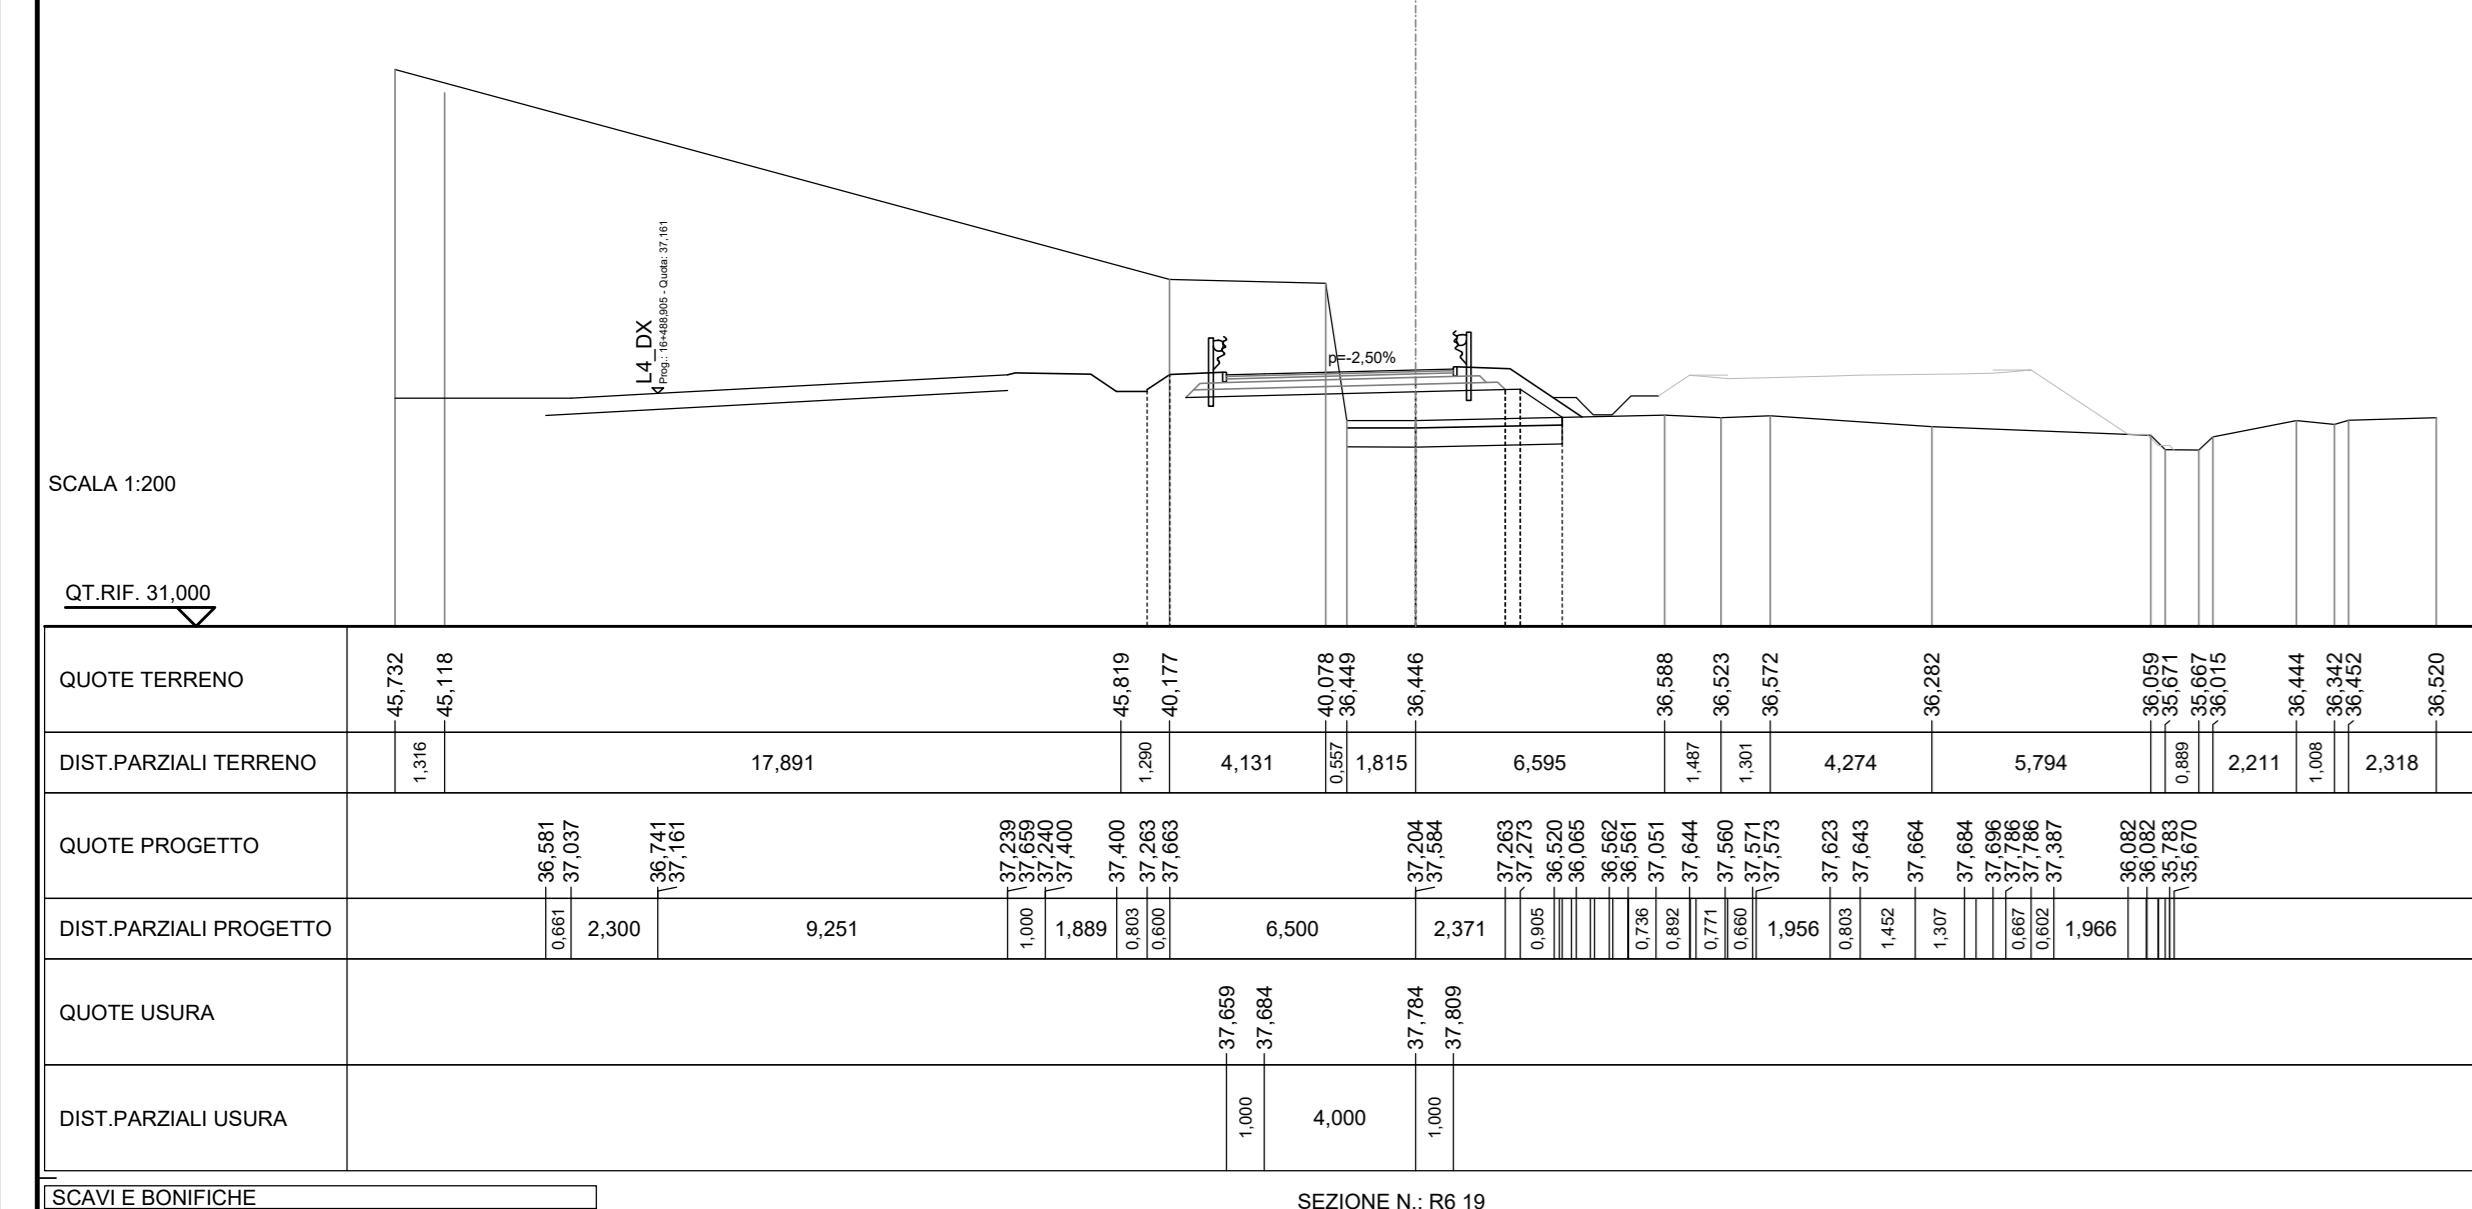 L4_DX
Prog.: 16+488,905 - Quota: 37,161
p=-2,50%
SCALA 1:200
QT.RIF. 31,000
QUOTE TERRENO
45,732 45,118 45,819 40,177 40,078 36,449 36,446 36,588 36,523 36,572 36,282 36,059 35,671 35,667 36,015 36,444 36,342 36,452 36,520
DIST.PARZIALI TERRENO
1,316 17,891 1,290 4,131 0,557 1,815 6,595 1,487 1,301 4,274 5,794 0,889 2,211 1,008 2,318
QUOTE PROGETTO
36,581 37,037 36,741 37,161 37,239 37,659 37,240 37,400 37,400 37,263 37,663 37,204 37,584 37,263 37,273 36,520 36,065 36,562 36,561 37,051 37,644 37,560 37,571 37,573 37,623 37,643 37,664 37,684 37,696 37,786 37,786 37,387 36,082 36,082 35,783 35,670
DIST.PARZIALI PROGETTO
0,661 2,300 9,251 1,000 1,889 0,803 0,600 6,500 2,371 0,905 0,736 0,892 0,771 0,660 1,956 0,803 1,452 1,307 0,667 0,602 1,966
QUOTE USURA
37,659 37,684 37,784 37,809
DIST.PARZIALI USURA
1,000 4,000 1,000
SCAVI E BONIFICHE
SEZIONE N.: R6 19